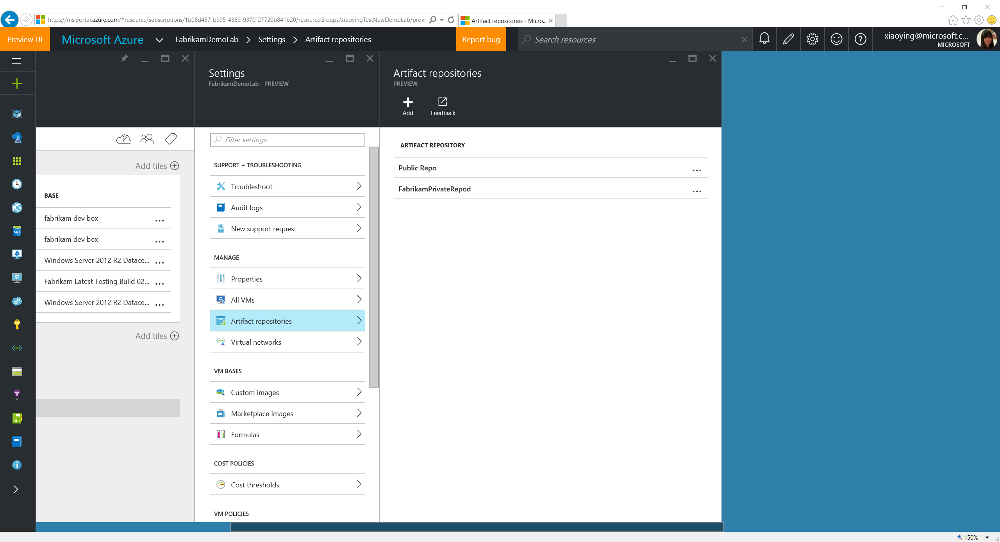 https://ms.portal.azure.com/#resource/subscriptions/1b06d457-b995-4369-9370-27720b841b20/resourceGroups/xiaoyingTestNewDemoLab/provi
Artifact repositories - Micro...
Preview UI
Microsoft Azure
FabrikamDemoLab > Settings > Artifact repositories
Report bug
Search resources
xiaoying@microsoft.c...
MICROSOFT
Add tiles
BASE
fabrikam dev box
fabrikam dev box
Windows Server 2012 R2 Datace...
Fabrikam Latest Testing Build 02...
Windows Server 2012 R2 Datace...
Add tiles
SQL
Settings
FabrikamDemoLab - PREVIEW
Filter settings
SUPPORT + TROUBLESHOOTING
Troubleshoot
Audit logs
New support request
MANAGE
Properties
All VMs
Artifact repositories
Virtual networks
VM BASES
Custom images
Marketplace images
Formulas
COST POLICIES
Cost thresholds
VM POLICIES
Artifact repositories
PREVIEW
Add
Feedback
ARTIFACT REPOSITORY
Public Repo
FabrikamPrivateRepod
150%